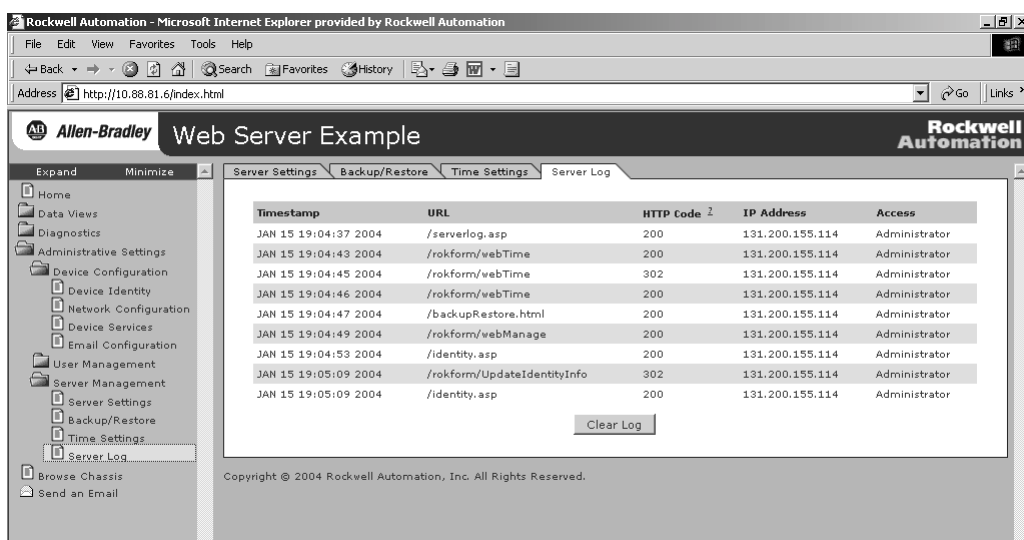 Rockwell Automation - Microsoft Internet Explorer provided by Rockwell Automation
File Edit View Favorites Tools Help
Back Search Favorites History
Address http://10.88.81.6/index.html Go Links
AB Allen-Bradley Web Server Example Rockwell Automation
Expand Minimize
Home
Data Views
Diagnostics
Administrative Settings
Device Configuration
Device Identity
Network Configuration
Device Services
Email Configuration
User Management
Server Management
Server Settings
Backup/Restore
Time Settings
Server Log
Browse Chassis
Send an Email
Server Settings Backup/Restore Time Settings Server Log
Timestamp URL HTTP Code ? IP Address Access
JAN 15 19:04:37 2004 /serverlog.asp 200 131.200.155.114 Administrator
JAN 15 19:04:43 2004 /rokform/webTime 200 131.200.155.114 Administrator
JAN 15 19:04:45 2004 /rokform/webTime 302 131.200.155.114 Administrator
JAN 15 19:04:46 2004 /rokform/webTime 200 131.200.155.114 Administrator
JAN 15 19:04:47 2004 /backupRestore.html 200 131.200.155.114 Administrator
JAN 15 19:04:49 2004 /rokform/webManage 200 131.200.155.114 Administrator
JAN 15 19:04:53 2004 /identity.asp 200 131.200.155.114 Administrator
JAN 15 19:05:09 2004 /rokform/UpdateIdentityInfo 302 131.200.155.114 Administrator
JAN 15 19:05:09 2004 /identity.asp 200 131.200.155.114 Administrator
Clear Log
Copyright © 2004 Rockwell Automation, Inc. All Rights Reserved.